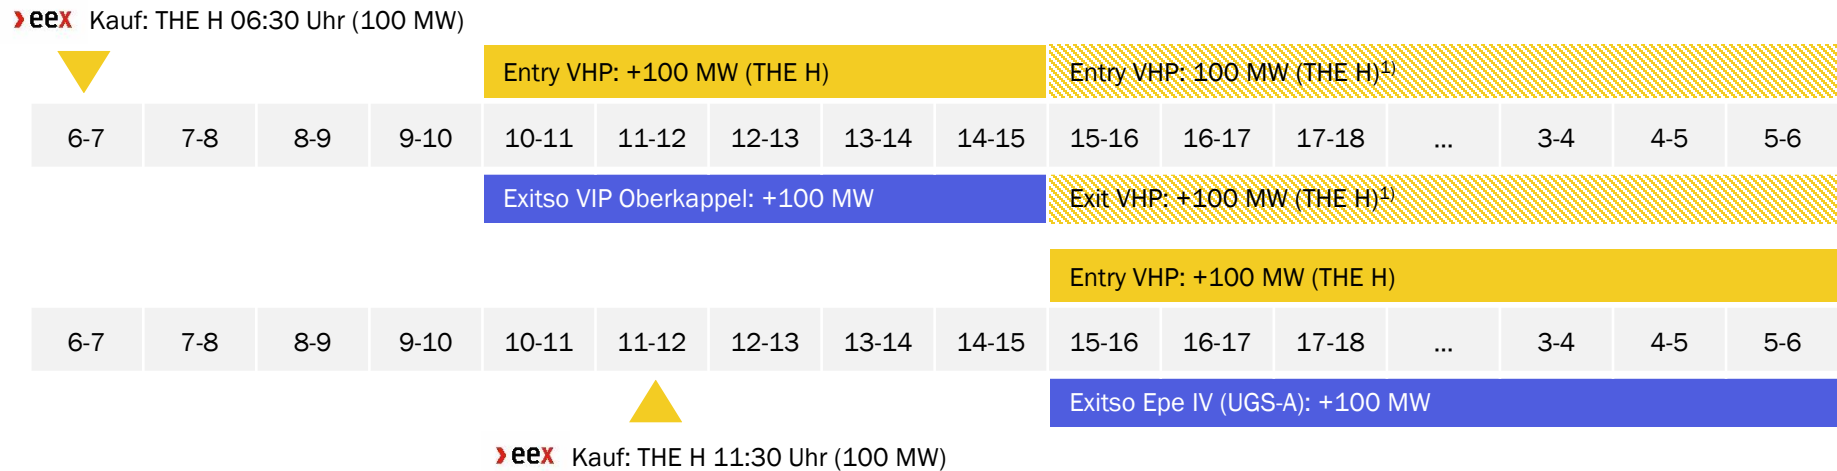 eex Kauf: THE H 06:30 Uhr (100 MW)
Entry VHP: +100 MW (THE H) Entry VHP: 100 MW (THE H)¹⁾
6-7 7-8 8-9 9-10 10-11 11-12 12-13 13-14 14-15 15-16 16-17 17-18 ... 3-4 4-5 5-6
Exitso VIP Oberkappel: +100 MW Exit VHP: +100 MW (THE H)¹⁾
Entry VHP: +100 MW (THE H)
6-7 7-8 8-9 9-10 10-11 11-12 12-13 13-14 14-15 15-16 16-17 17-18 ... 3-4 4-5 5-6
Exitso Epe IV (UGS-A): +100 MW
eex Kauf: THE H 11:30 Uhr (100 MW)